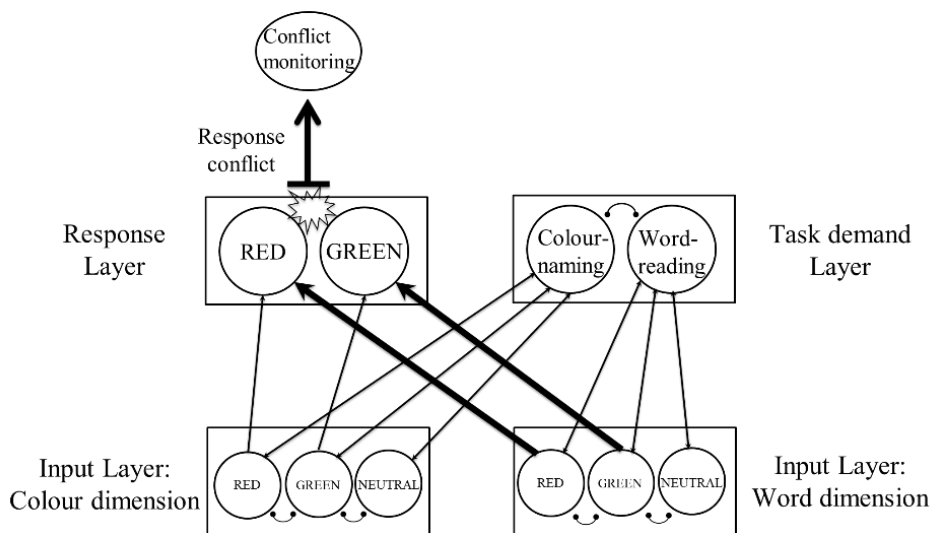 Conflict
monitoring
Response
conflict
Response
Layer
RED
GREEN
Colour-
naming
Word-
reading
Task demand
Layer
Input Layer:
Colour dimension
RED
GREEN
NEUTRAL
RED
GREEN
NEUTRAL
Input Layer:
Word dimension